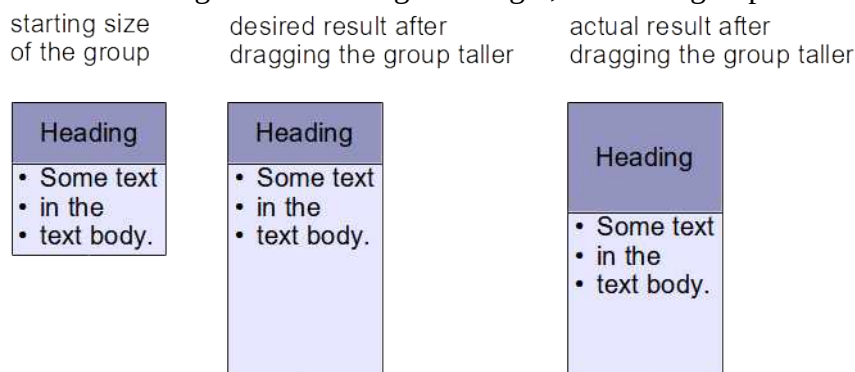 starting size
of the group
desired result after
dragging the group taller
actual result after
dragging the group taller
Heading
• Some text
• in the
• text body.
Heading
• Some text
• in the
• text body.
Heading
• Some text
• in the
• text body.